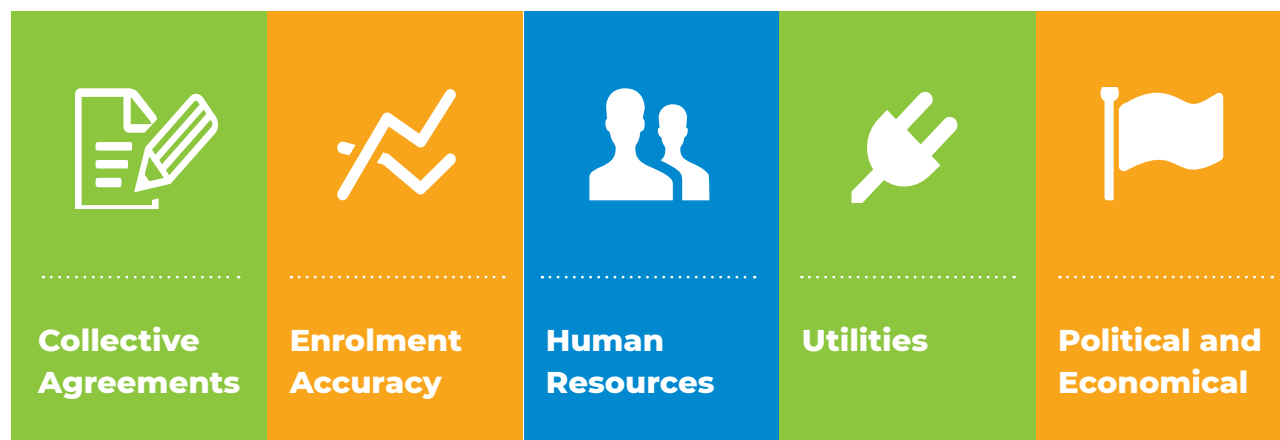 Collective
Agreements
Enrolment
Accuracy
Human
Resources
Utilities
Political and
Economical